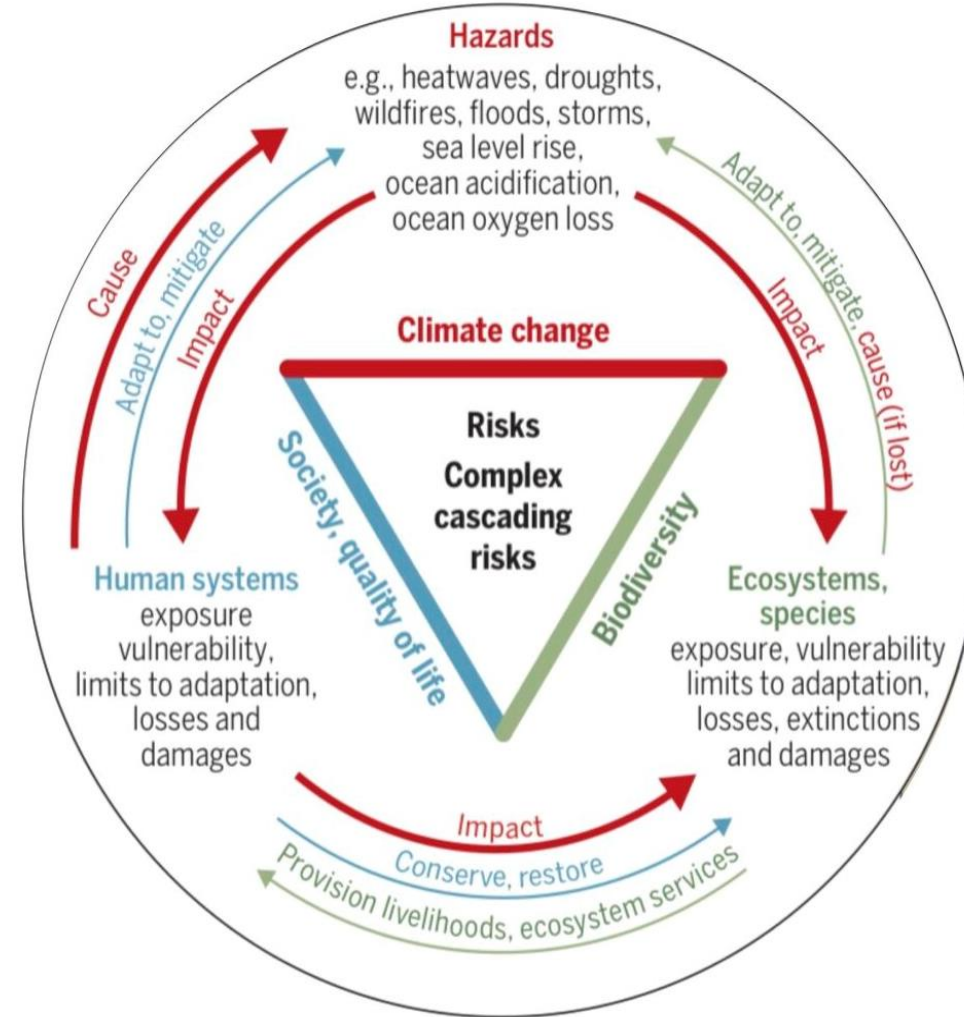 Hazards
e.g., heatwaves, droughts,
wildfires, floods, storms,
sea level rise,
ocean acidification,
ocean oxygen loss
Cause
Adapt to, mitigate
Impact
Impact
Adapt to, mitigate, cause (if lost)
Climate change
Risks
Complex
cascading
risks
Society, quality of life
Biodiversity
Human systems
exposure
vulnerability,
limits to adaptation,
losses and
damages
Ecosystems,
species
exposure, vulnerability
limits to adaptation,
losses, extinctions
and damages
Impact
Conserve, restore
Provision livelihoods, ecosystem services